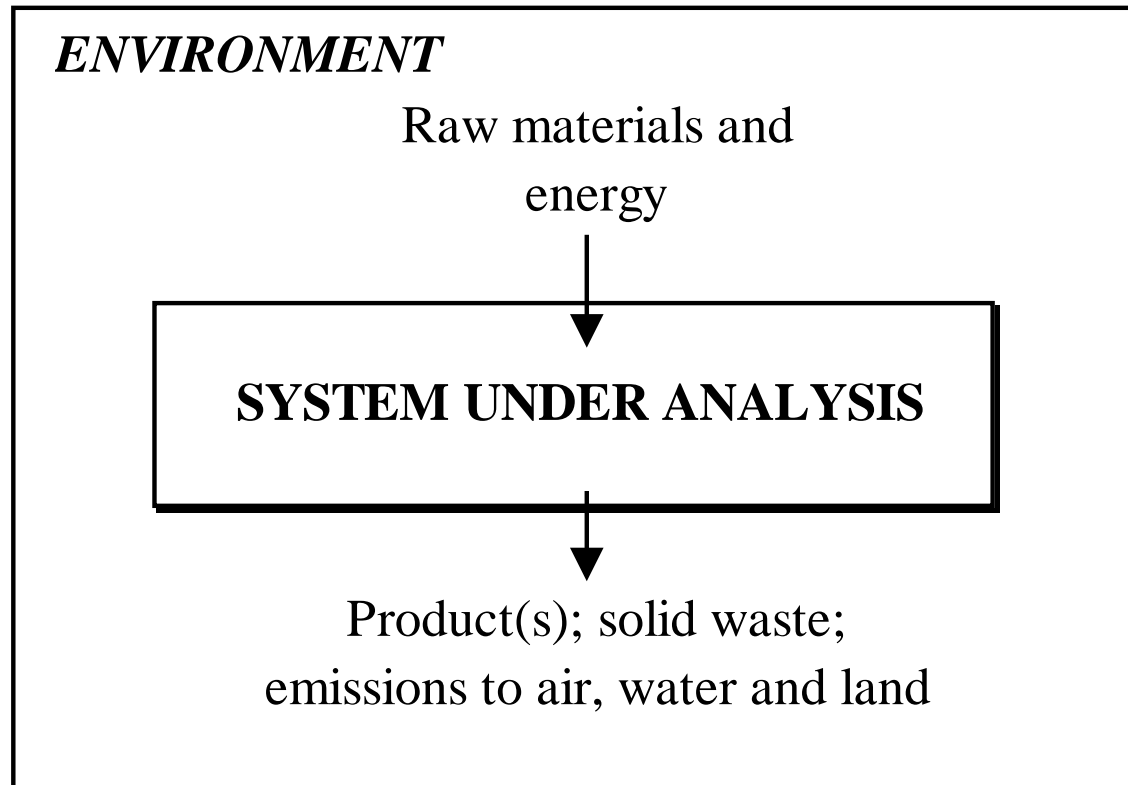 ENVIRONMENT
Raw materials and
energy
SYSTEM UNDER ANALYSIS
Product(s); solid waste;
emissions to air, water and land